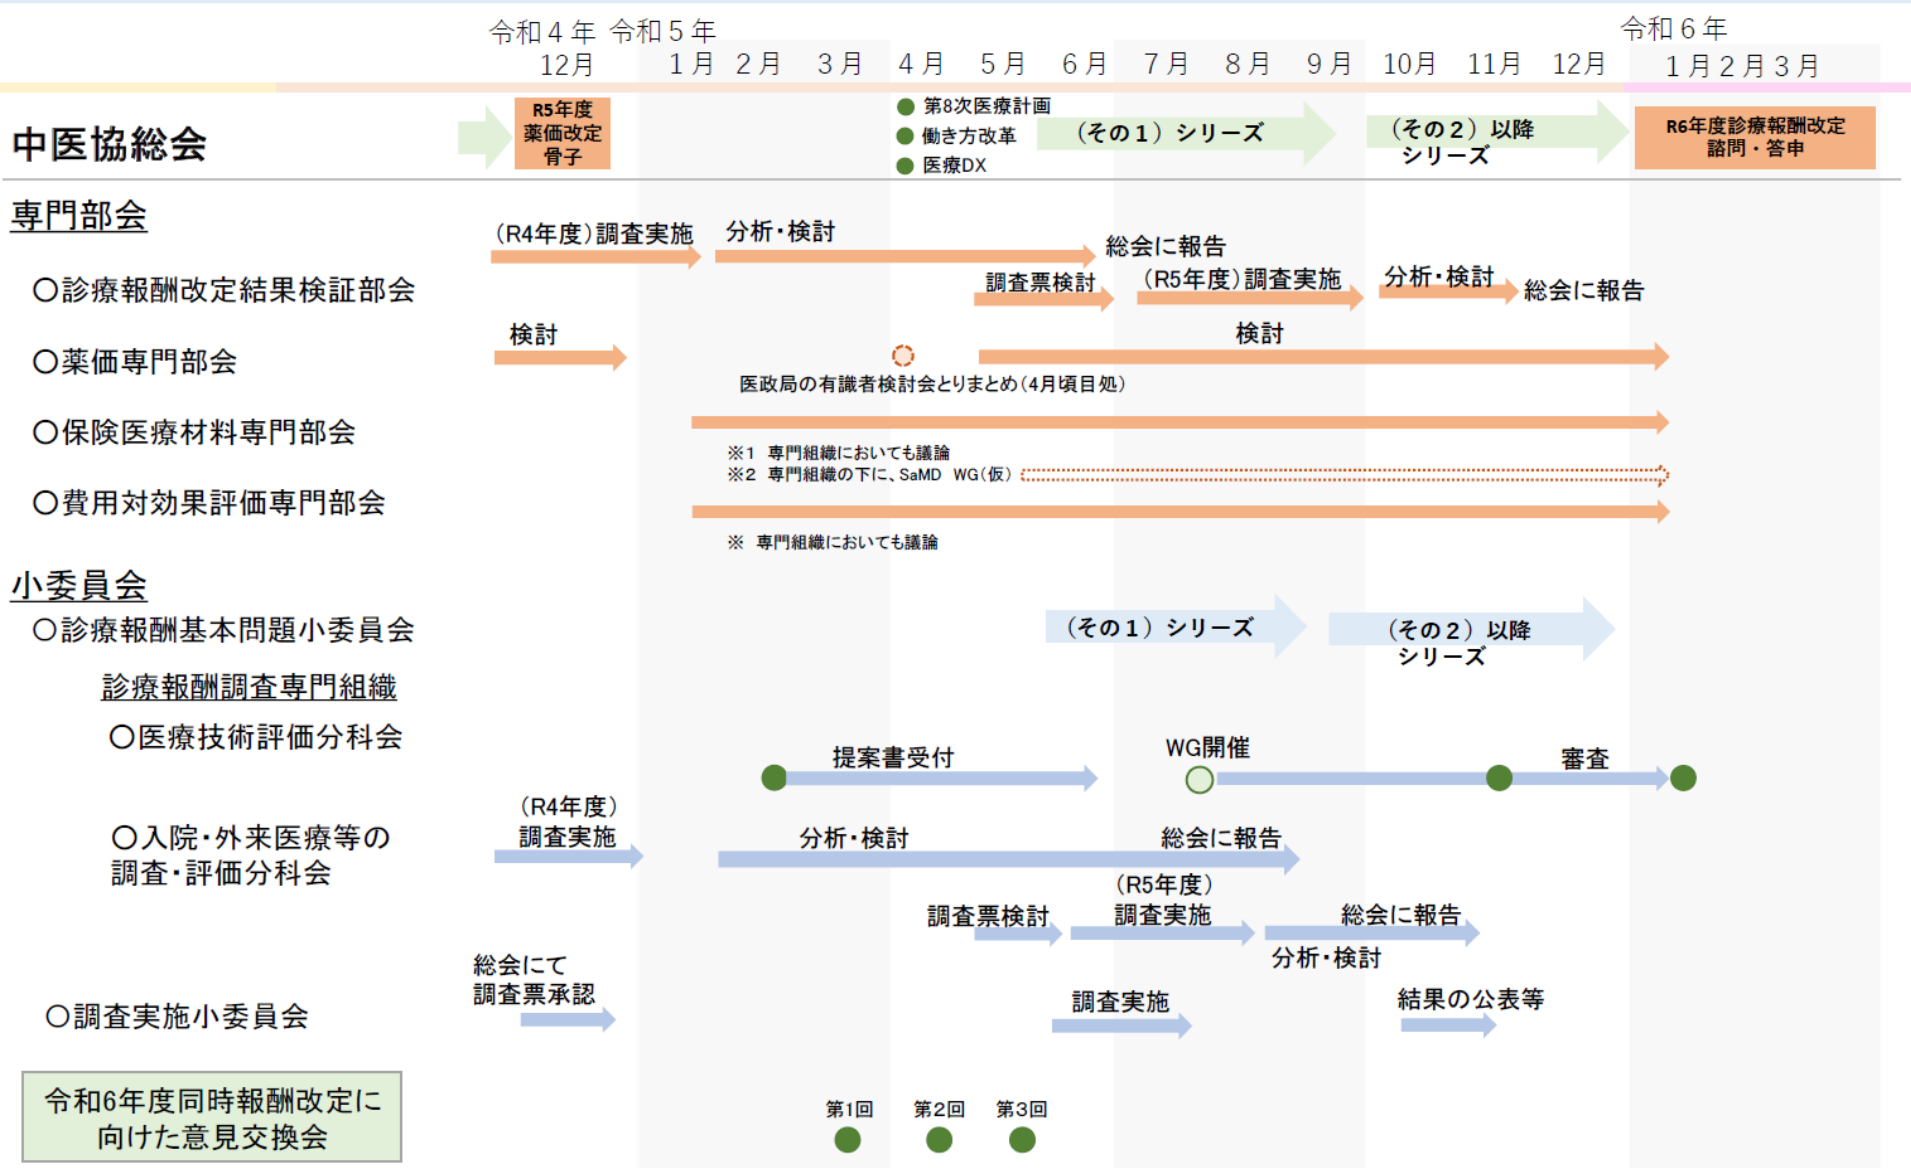 令和４年 令和５年 令和６年
12月 1月 2月 3月 4月 5月 6月 7月 8月 9月 10月 11月 12月 1月 2月 3月
中医協総会
R5年度
薬価改定
骨子
第8次医療計画
働き方改革
医療DX
（その１）シリーズ
（その２）以降
シリーズ
R6年度診療報酬改定
諮問・答申
専門部会
○診療報酬改定結果検証部会
（R4年度）調査実施
分析・検討
総会に報告
調査票検討
（R5年度）調査実施
分析・検討
総会に報告
○薬価専門部会
検討
検討
医政局の有識者検討会とりまとめ（4月頃目処）
○保険医療材料専門部会
※1 専門組織においても議論
※2 専門組織の下に、SaMD WG（仮）
○費用対効果評価専門部会
※ 専門組織においても議論
小委員会
○診療報酬基本問題小委員会
（その１）シリーズ
（その２）以降
シリーズ
診療報酬調査専門組織
○医療技術評価分科会
提案書受付
WG開催
審査
○入院・外来医療等の
調査・評価分科会
（R4年度）
調査実施
分析・検討
総会に報告
調査票検討
（R5年度）
調査実施
総会に報告
分析・検討
○調査実施小委員会
総会にて
調査票承認
調査実施
結果の公表等
令和6年度同時報酬改定に
向けた意見交換会
第1回 第2回 第3回